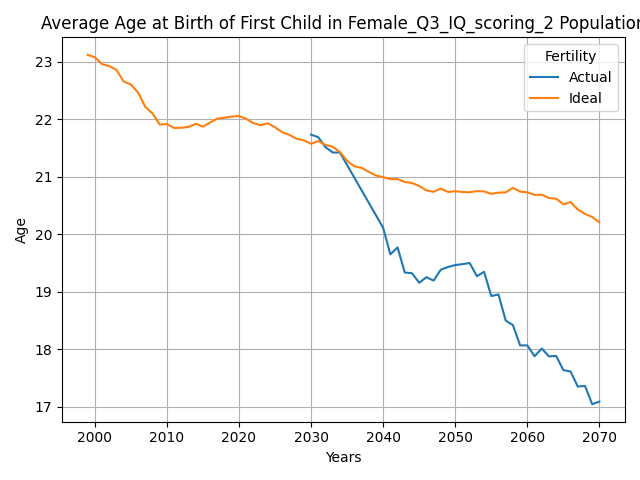 Average Age at Birth of First Child in Female_Q3_IQ_scoring_2 Population
Fertility
Actual
Ideal
Age
23
22
21
20
19
18
17
2000 2010 2020 2030 2040 2050 2060 2070
Years